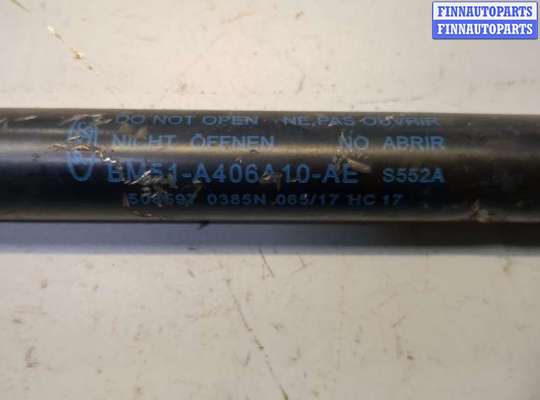 FINNAUTOPARTS
FINNAUTOPARTS
DO NOT OPEN NE PAS OUVRIR
NICHT ÖFFNEN NO ABRIR
BM51-A406A10-AE S552A
0385N 065/17 HC 17